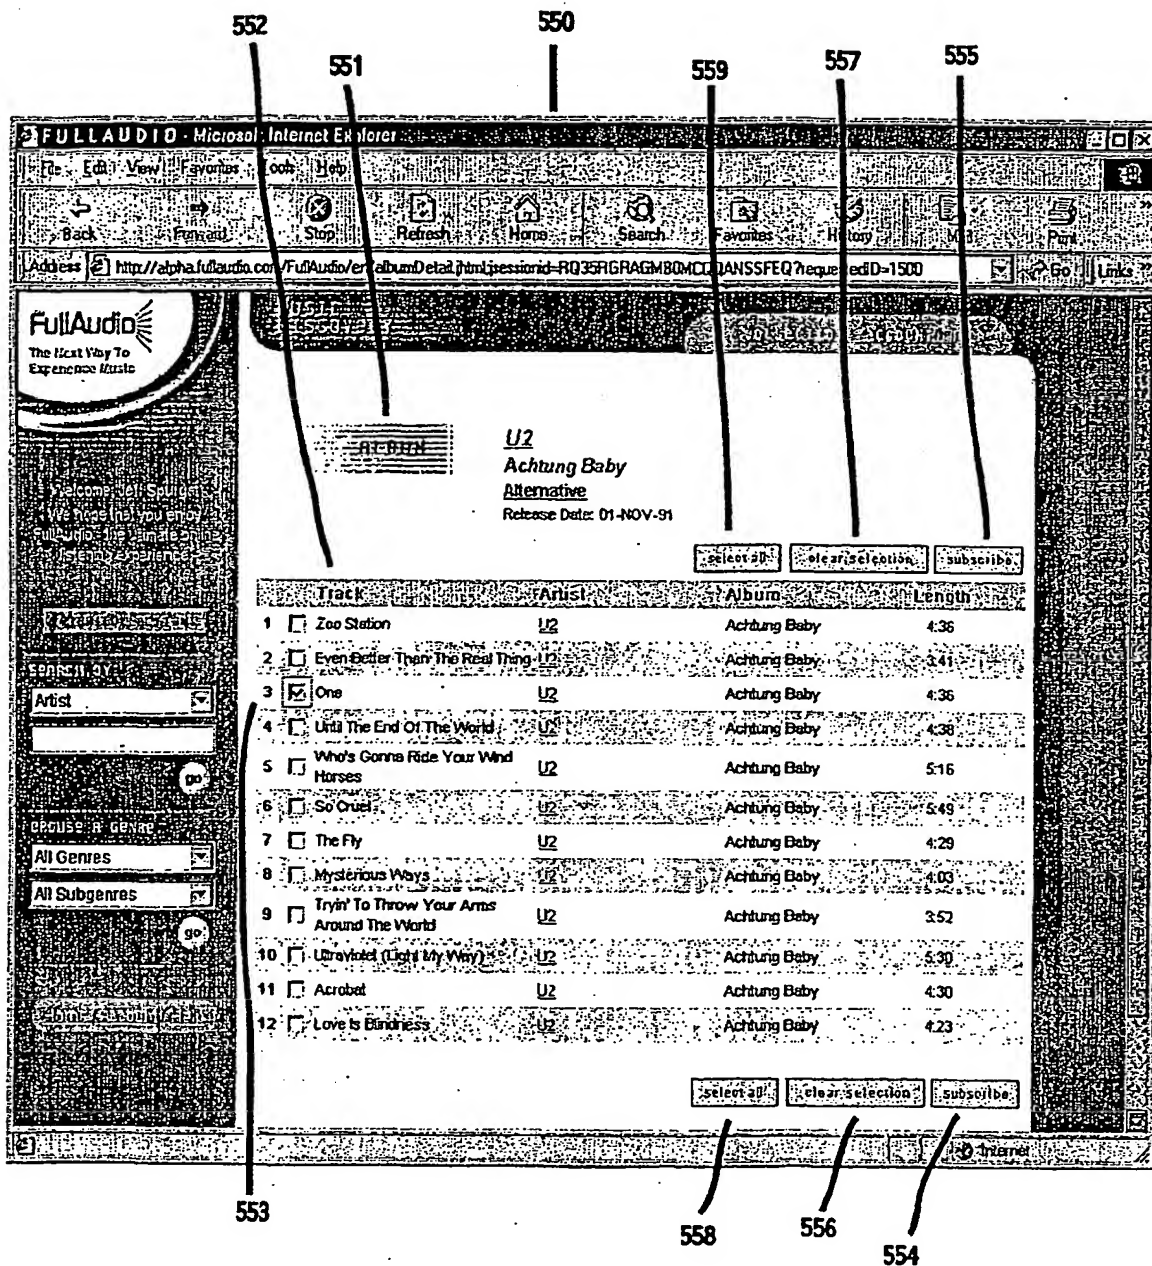 550
552
551
559
557
555
FULLAUDIO - Microsoft Internet Explorer
File Edit View Favorites Tools Help
Back Forward Stop Refresh Home Search Favorites History Mail Print
Address http://alpha.fullaudio.com/FullAudio/en Go Links
FullAudio
The Next Way To
Experience Music
ALBUM
U2
Achtung Baby
Alternative
Release Date: 01-NOV-91
select all clear selection subscribe
Track Artist Album Length
1 Zoo Station U2 Achtung Baby 4:36
2 Even Better Than The Real Thing U2 Achtung Baby 3:41
3 One U2 Achtung Baby 4:36
4 Until The End Of The World U2 Achtung Baby 4:38
5 Who's Gonna Ride Your Wind
Horses U2 Achtung Baby 5:16
6 So Cruel U2 Achtung Baby 5:49
7 The Fly U2 Achtung Baby 4:29
8 Mysterious Ways U2 Achtung Baby 4:03
9 Tryin' To Throw Your Arms
Around The World U2 Achtung Baby 3:52
10 Ultraviolet (Light My Way) U2 Achtung Baby 5:30
11 Acrobat U2 Achtung Baby 4:30
12 Love Is Blindness U2 Achtung Baby 4:23
search by
Artist
go
browse a genre
All Genres
All Subgenres
go
select all clear selection subscribe
Internet
553
558
556
554